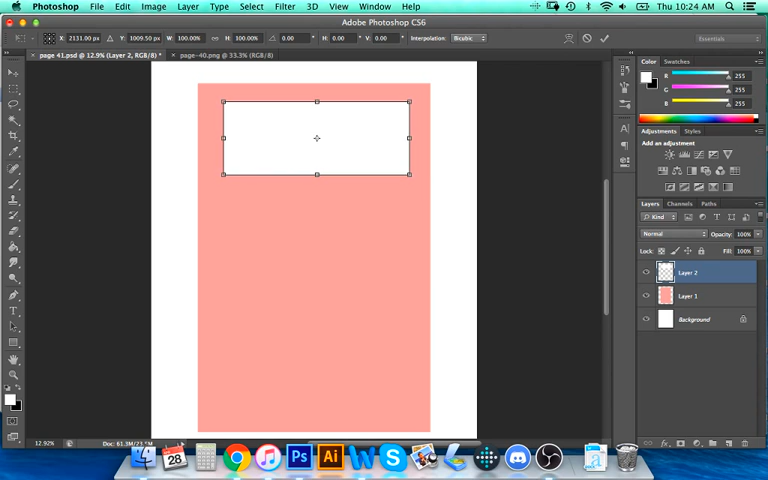 Photoshop File Edit Image Layer Type Select Filter 3D View Window Help Thu 10:24 AM
Adobe Photoshop CS6
X: 2131.00 px Y: 1009.50 px W: 100.00% H: 100.00% 0.00 ° H: 0.00 ° V: 0.00 ° Interpolation: Bicubic Essentials
page 41.psd @ 12.9% (Layer 2, RGB/8) * page-40.png @ 33.3% (RGB/8)
Color Swatches
R 255
G 255
B 255
Adjustments Styles
Add an adjustment
Layers Channels Paths
Kind
Normal Opacity: 100%
Lock: Fill: 100%
Layer 2
Layer 1
Background
12.92% Doc: 61.3M/23.1M
28 Ps Ai W S